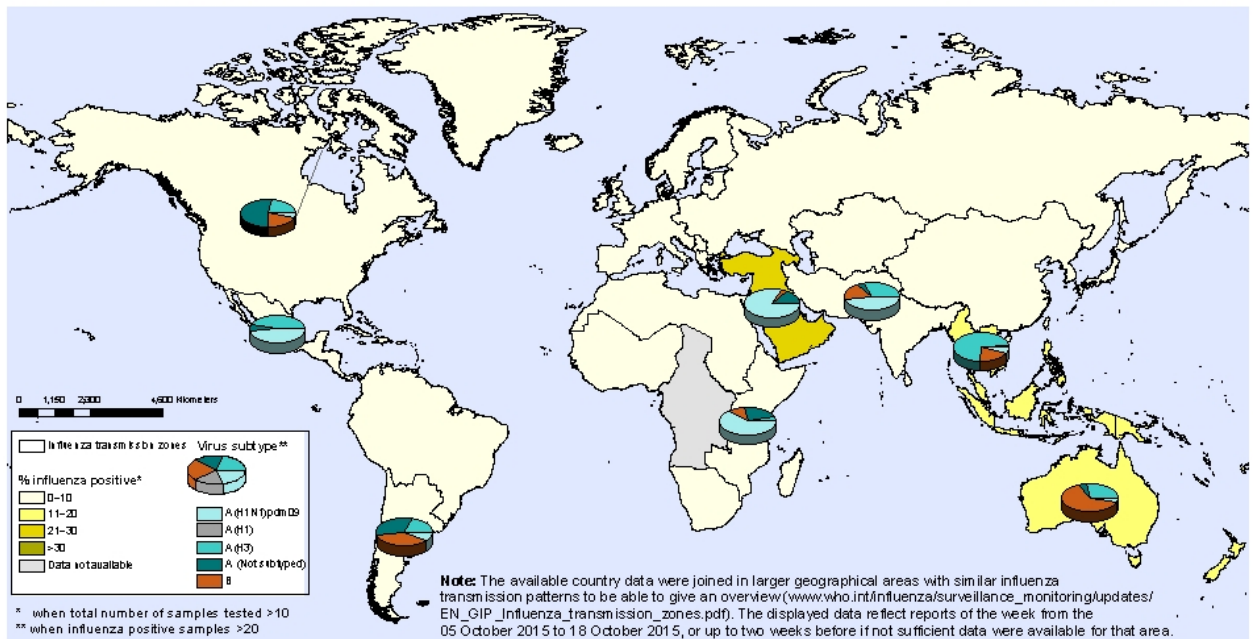 0 1,150 2,300 4,600 Kilometers
Influenza transmission zones
Virus subtype**
% influenza positive*
0–10
11–20
21–30
>30
Data not available
A(H1N1)pdm09
A(H1)
A(H3)
A (Not subtyped)
B
* when total number of samples tested >10
** when influenza positive samples >20
Note: The available country data were joined in larger geographical areas with similar influenza
transmission patterns to be able to give an overview (www.who.int/influenza/surveillance_monitoring/updates/
EN_GIP_Influenza_transmission_zones.pdf). The displayed data reflect reports of the week from the
05 October 2015 to 18 October 2015, or up to two weeks before if not sufficient data were available for that area.